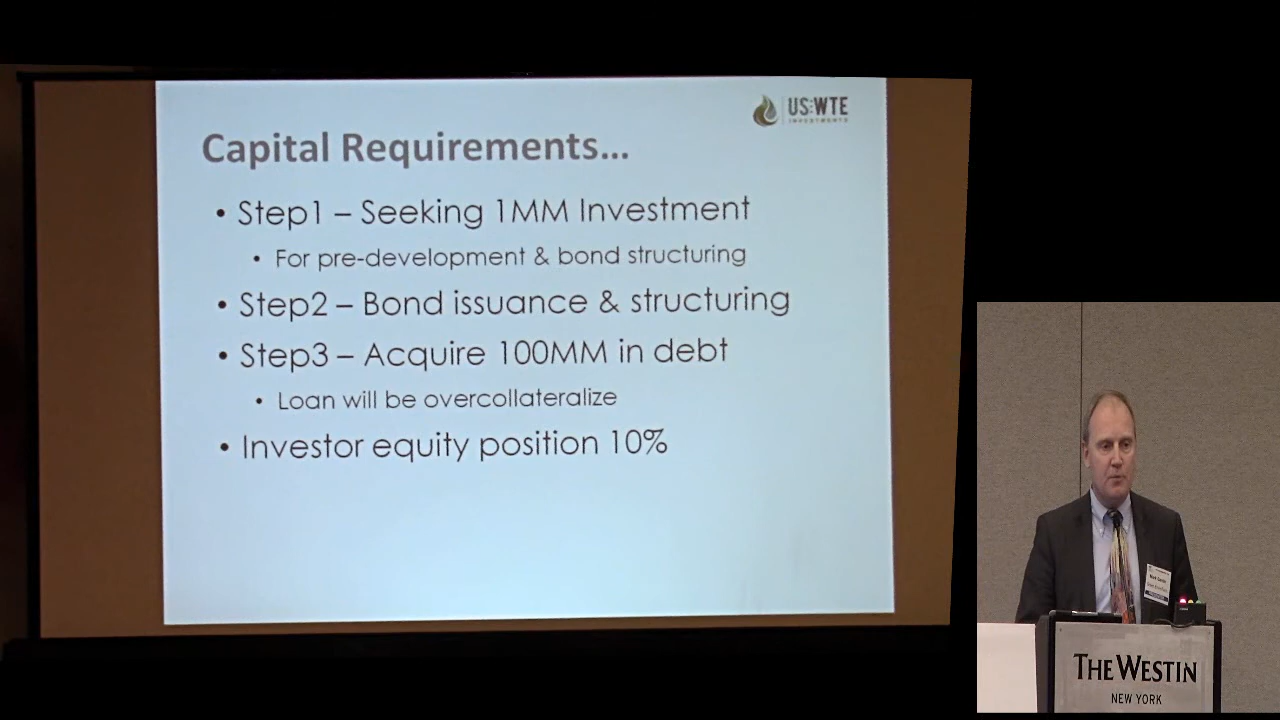 US:WTE
INVESTMENTS
Capital Requirements...
• Step1 – Seeking 1MM Investment
• For pre-development & bond structuring
• Step2 – Bond issuance & structuring
• Step3 – Acquire 100MM in debt
• Loan will be overcollateralize
• Investor equity position 10%
THE WESTIN
NEW YORK